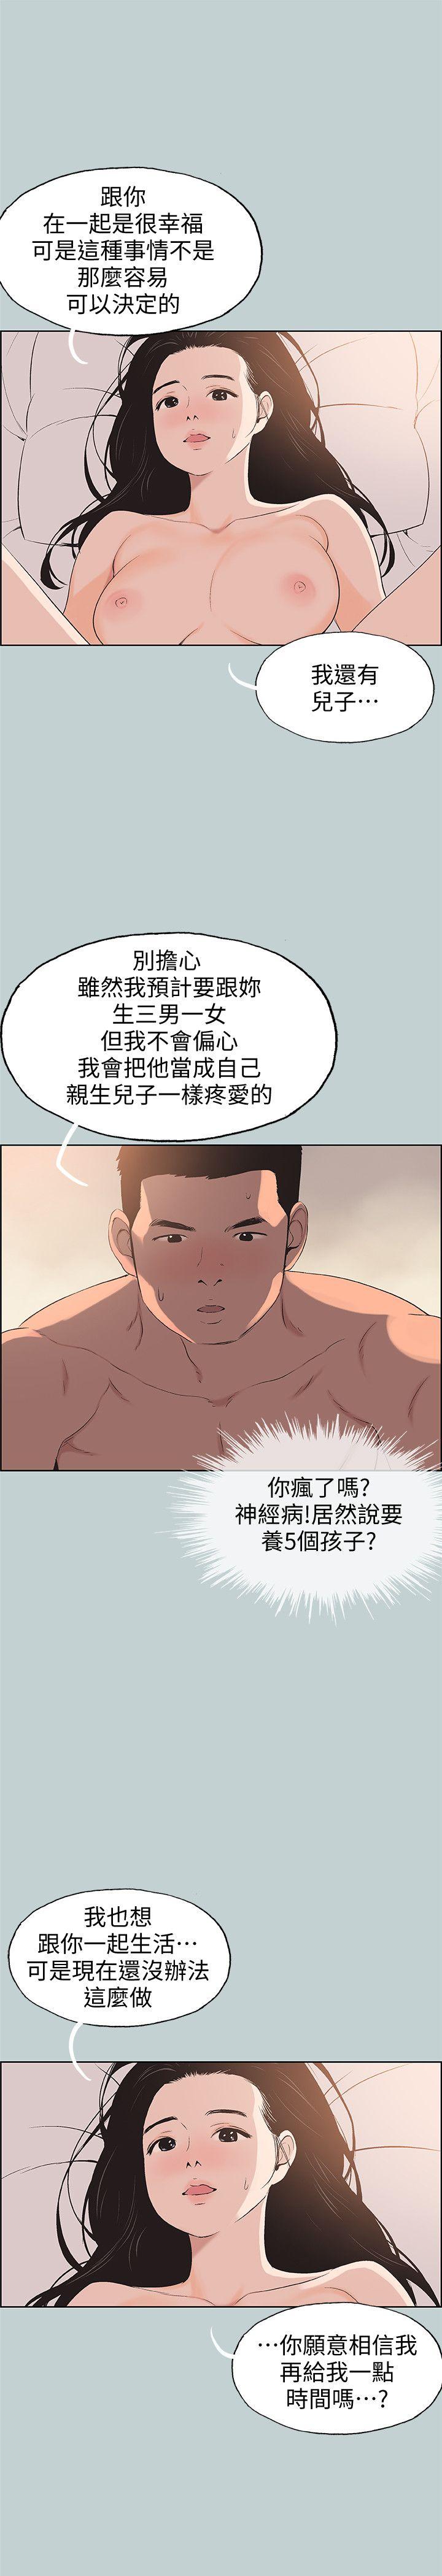 跟你
在一起是很幸福
可是這種事情不是
那麼容易
可以決定的
我還有
兒子⋯
別擔心
雖然我預計要跟妳
生三男一女
但我不會偏心
我會把他當成自己
親生兒子一樣疼愛的
你瘋了嗎?
神經病!居然說要
養5個孩子?
我也想
跟你一起生活⋯
可是現在還沒辦法
這麼做
⋯你願意相信我
再給我一點
時間嗎⋯?